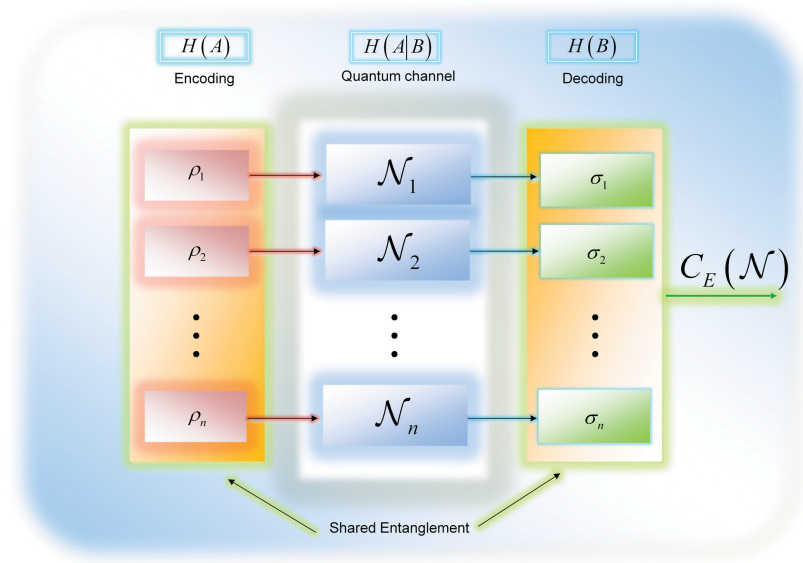 H(A) H(A|B) H(B)
Encoding Quantum channel Decoding
ρ₁ 𝒩₁ σ₁
ρ₂ 𝒩₂ σ₂
C_E(𝒩)
⋮ ⋮ ⋮
ρₙ 𝒩ₙ σₙ
Shared Entanglement